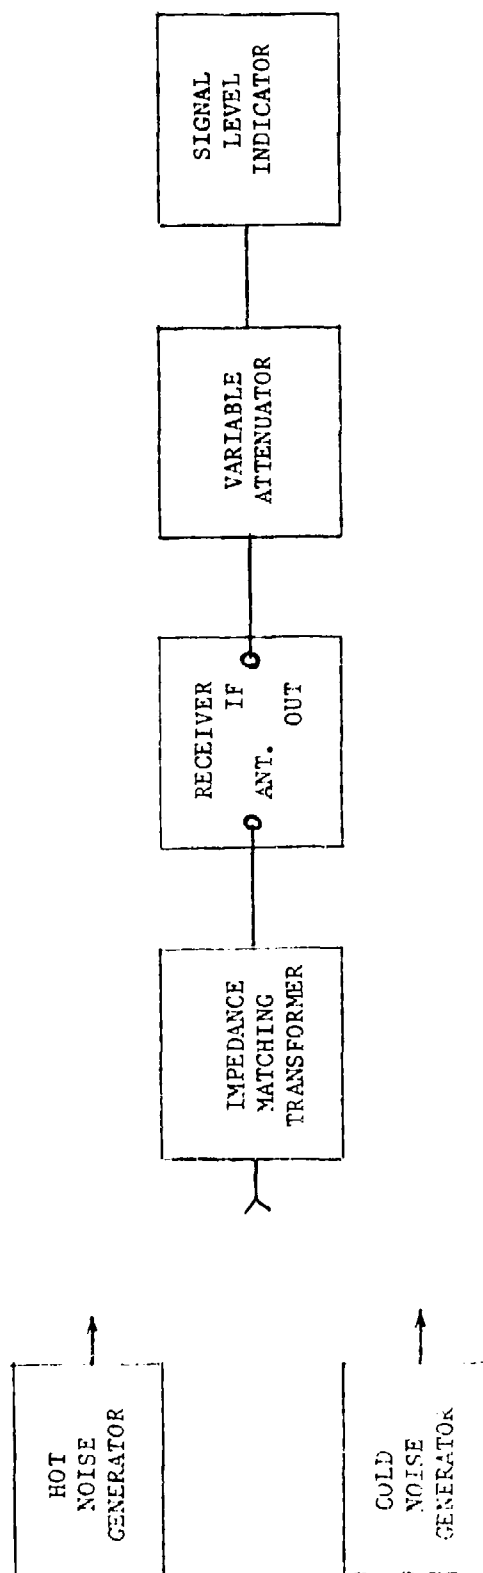 HOT
NOISE
GENERATOR
COLD
NOISE
GENERATOR
IMPEDANCE
MATCHING
TRANSFORMER
RECEIVER
IF
ANT.
OUT
VARIABLE
ATTENUATOR
SIGNAL
LEVEL
INDICATOR